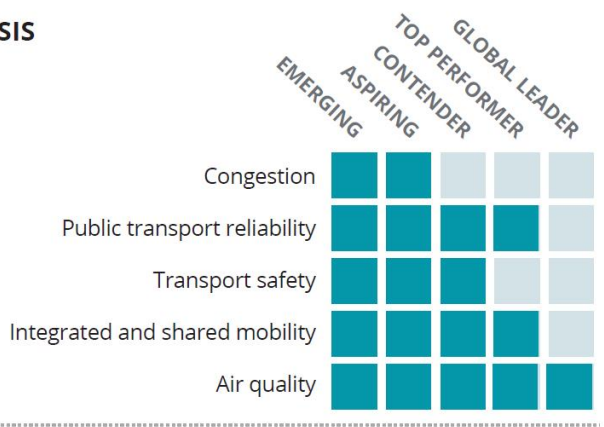 SIS
EMERGING
ASPIRING
CONTENDER
TOP PERFORMER
GLOBAL LEADER
Congestion
Public transport reliability
Transport safety
Integrated and shared mobility
Air quality